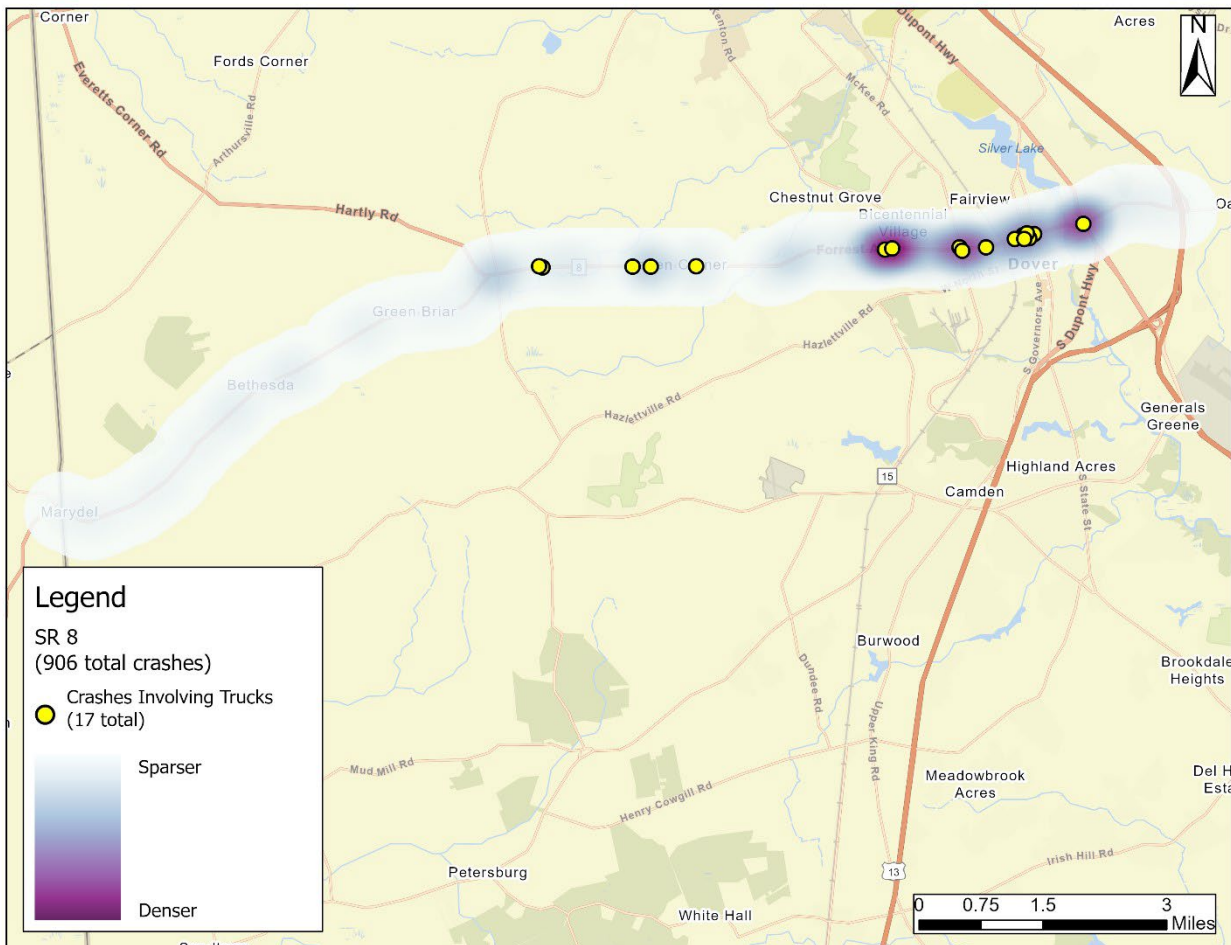 Corner
Fords Corner
Everetts Corner Rd
Arthursville Rd
Hartly Rd
Kenton Rd
Dupont Hwy
McKee Rd
Acres
N
Silver Lake
Chestnut Grove
Fairview
Bicentennial
Village
Forrest
Dover
8
Green Briar
Bethesda
Marydel
Hazlettville Rd
Hazlettville Rd
S Governors Ave
S Dupont Hwy
Generals
Greene
Highland Acres
15
Camden
S State St
Burwood
Brookdale
Heights
Dundee Rd
Upper King Rd
Mud Mill Rd
Henry Cowgill Rd
Meadowbrook
Acres
Del H
Esta
Petersburg
White Hall
13
Irish Hill Rd
Legend
SR 8
(906 total crashes)
Crashes Involving Trucks
(17 total)
Sparser
Denser
0 0.75 1.5 3
Miles